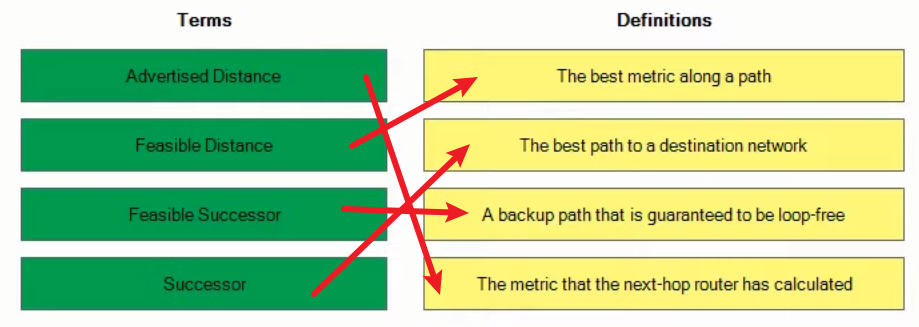 Terms
Definitions
Advertised Distance
The best metric along a path
Feasible Distance
The best path to a destination network
Feasible Successor
A backup path that is guaranteed to be loop-free
Successor
The metric that the next-hop router has calculated